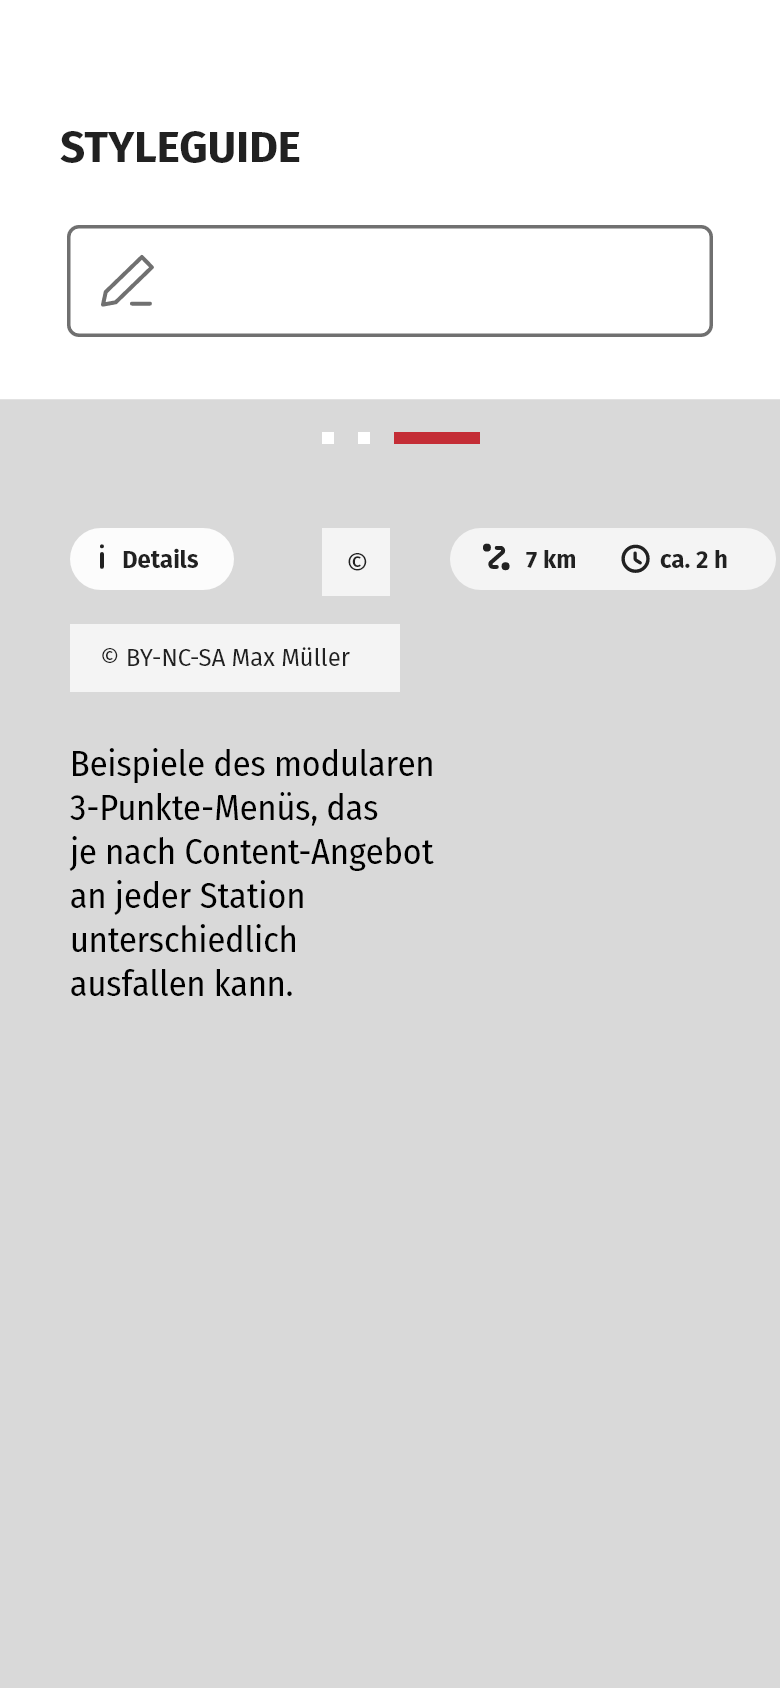 STYLEGUIDE
Details
©
7 km
ca. 2 h
© BY-NC-SA Max Müller
Beispiele des modularen
3-Punkte-Menüs, das
je nach Content-Angebot
an jeder Station
unterschiedlich
ausfallen kann.